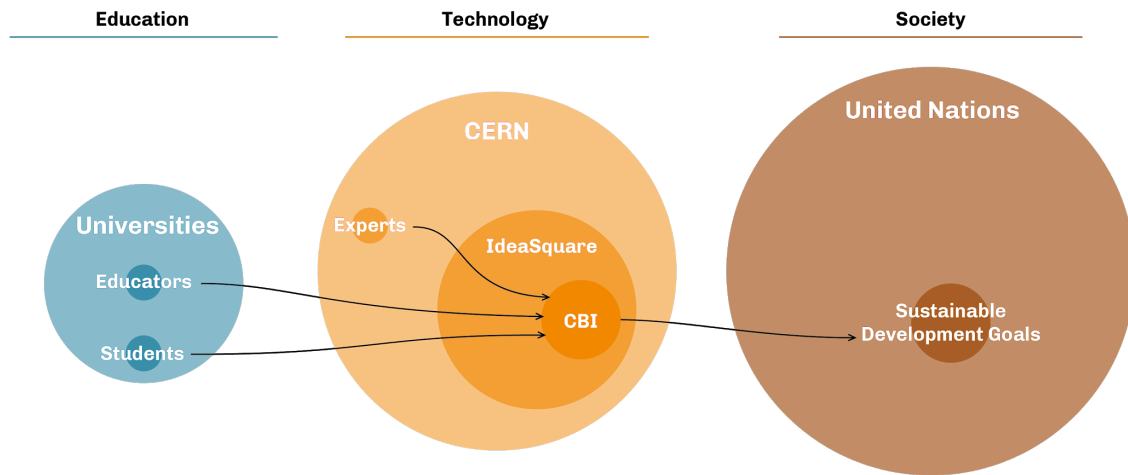 Education
Technology
Society
Universities
Educators
Students
CERN
Experts
IdeaSquare
CBI
United Nations
Sustainable
Development Goals